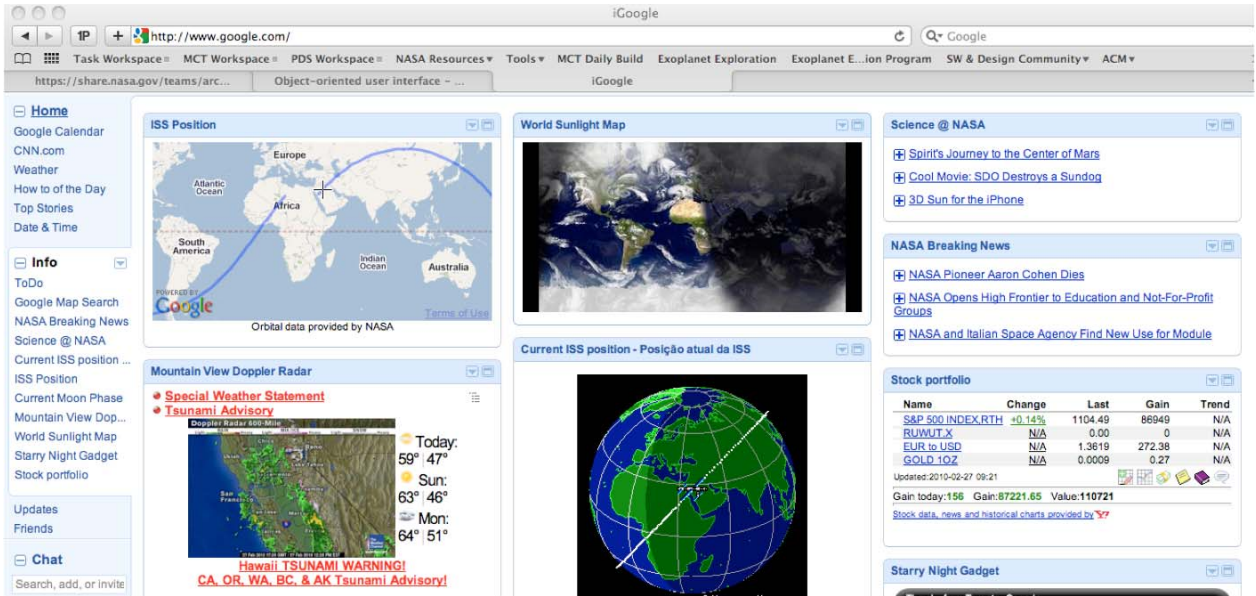 iGoogle
1P
+
http://www.google.com/
Google
Task Workspace
MCT Workspace
PDS Workspace
NASA Resources
Tools
MCT Daily Build
Exoplanet Exploration
Exoplanet E...ion Program
SW & Design Community
ACM
https://share.nasa.gov/teams/arc...
Object-oriented user interface - ...
iGoogle
Home
Google Calendar
CNN.com
Weather
How to of the Day
Top Stories
Date & Time
Info
ToDo
Google Map Search
NASA Breaking News
Science @ NASA
Current ISS position ...
ISS Position
Current Moon Phase
Mountain View Dop...
World Sunlight Map
Starry Night Gadget
Stock portfolio
Updates
Friends
Chat
Search, add, or invite
ISS Position
Europe
Atlantic
Ocean
Africa
South
America
Indian
Ocean
Australia
POWERED BY
Google
Terms of Use
Orbital data provided by NASA
Mountain View Doppler Radar
Special Weather Statement
Tsunami Advisory
Doppler Radar 600-Mile
San Francisco
Today:
59° | 47°
Sun:
63° | 46°
Mon:
64° | 51°
Hawaii TSUNAMI WARNING!
CA, OR, WA, BC, & AK Tsunami Advisory!
World Sunlight Map
Current ISS position - Posição atual da ISS
Science @ NASA
Spirit's Journey to the Center of Mars
Cool Movie: SDO Destroys a Sundog
3D Sun for the iPhone
NASA Breaking News
NASA Pioneer Aaron Cohen Dies
NASA Opens High Frontier to Education and Not-For-Profit
Groups
NASA and Italian Space Agency Find New Use for Module
Stock portfolio
Name Change Last Gain Trend
S&P 500 INDEX,RTH +0.14% 1104.49 86949 N/A
RUWUT.X N/A 0.00 0 N/A
EUR to USD N/A 1.3619 272.38 N/A
GOLD 1OZ N/A 0.0009 0.27 N/A
Updated:2010-02-27 09:21
Gain today:156 Gain:87221.65 Value:110721
Stock data, news and historical charts provided by Y?
Starry Night Gadget